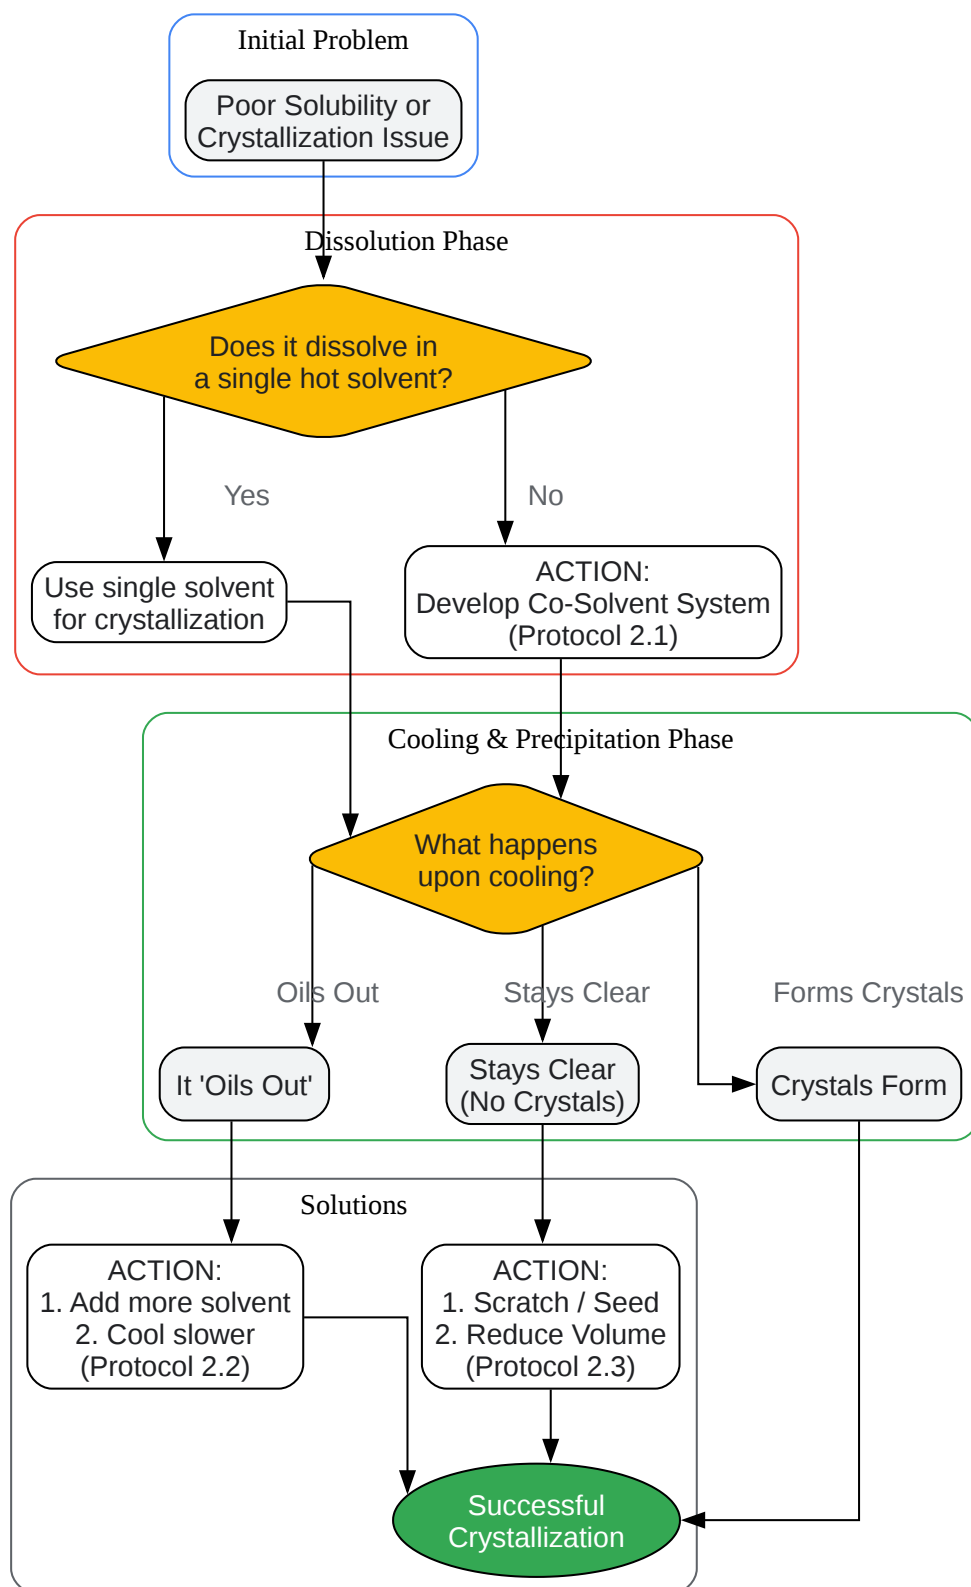 Initial Problem
Poor Solubility or
Crystallization Issue
Dissolution Phase
Does it dissolve in
a single hot solvent?
Yes
No
Use single solvent
for crystallization
ACTION:
Develop Co-Solvent System
(Protocol 2.1)
Cooling & Precipitation Phase
What happens
upon cooling?
Oils Out
Stays Clear
Forms Crystals
It 'Oils Out'
Stays Clear
(No Crystals)
Crystals Form
Solutions
ACTION:
1. Add more solvent
2. Cool slower
(Protocol 2.2)
ACTION:
1. Scratch / Seed
2. Reduce Volume
(Protocol 2.3)
Successful
Crystallization